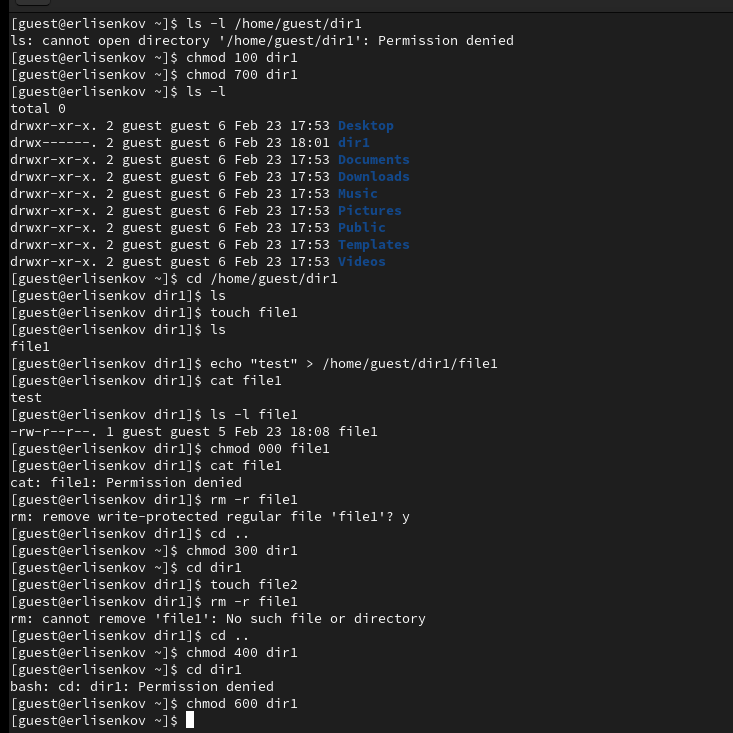 [guest@erlisenkov ~]$ ls -l /home/guest/dir1
ls: cannot open directory '/home/guest/dir1': Permission denied
[guest@erlisenkov ~]$ chmod 100 dir1
[guest@erlisenkov ~]$ chmod 700 dir1
[guest@erlisenkov ~]$ ls -l
total 0
drwxr-xr-x. 2 guest guest 6 Feb 23 17:53 Desktop
drwx------. 2 guest guest 6 Feb 23 18:01 dir1
drwxr-xr-x. 2 guest guest 6 Feb 23 17:53 Documents
drwxr-xr-x. 2 guest guest 6 Feb 23 17:53 Downloads
drwxr-xr-x. 2 guest guest 6 Feb 23 17:53 Music
drwxr-xr-x. 2 guest guest 6 Feb 23 17:53 Pictures
drwxr-xr-x. 2 guest guest 6 Feb 23 17:53 Public
drwxr-xr-x. 2 guest guest 6 Feb 23 17:53 Templates
drwxr-xr-x. 2 guest guest 6 Feb 23 17:53 Videos
[guest@erlisenkov ~]$ cd /home/guest/dir1
[guest@erlisenkov dir1]$ ls
[guest@erlisenkov dir1]$ touch file1
[guest@erlisenkov dir1]$ ls
file1
[guest@erlisenkov dir1]$ echo "test" > /home/guest/dir1/file1
[guest@erlisenkov dir1]$ cat file1
test
[guest@erlisenkov dir1]$ ls -l file1
-rw-r--r--. 1 guest guest 5 Feb 23 18:08 file1
[guest@erlisenkov dir1]$ chmod 000 file1
[guest@erlisenkov dir1]$ cat file1
cat: file1: Permission denied
[guest@erlisenkov dir1]$ rm -r file1
rm: remove write-protected regular file 'file1'? y
[guest@erlisenkov dir1]$ cd ..
[guest@erlisenkov ~]$ chmod 300 dir1
[guest@erlisenkov ~]$ cd dir1
[guest@erlisenkov dir1]$ touch file2
[guest@erlisenkov dir1]$ rm -r file1
rm: cannot remove 'file1': No such file or directory
[guest@erlisenkov dir1]$ cd ..
[guest@erlisenkov ~]$ chmod 400 dir1
[guest@erlisenkov ~]$ cd dir1
bash: cd: dir1: Permission denied
[guest@erlisenkov ~]$ chmod 600 dir1
[guest@erlisenkov ~]$